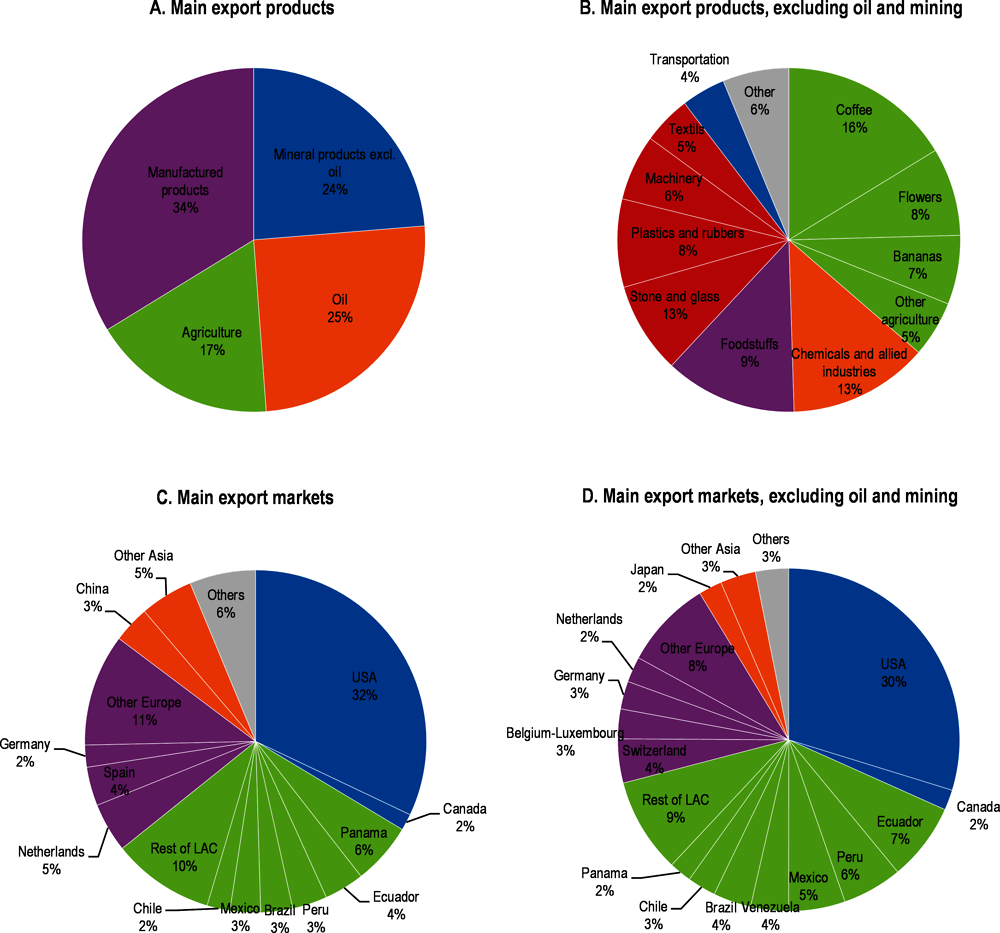 A. Main export products
Manufactured
products
34%
Mineral products excl.
oil
24%
Oil
25%
Agriculture
17%
B. Main export products, excluding oil and mining
Transportation
4%
Other
6%
Coffee
16%
Textils
5%
Machinery
6%
Flowers
8%
Plastics and rubbers
8%
Bananas
7%
Stone and glass
13%
Other
agriculture
5%
Foodstuffs
9%
Chemicals and allied
industries
13%
C. Main export markets
Other Asia
5%
China
3%
Others
6%
USA
32%
Other Europe
11%
Germany
2%
Spain
4%
Netherlands
5%
Rest of LAC
10%
Chile
2%
Mexico
3%
Brazil
3%
Peru
3%
Ecuador
4%
Panama
6%
Canada
2%
D. Main export markets, excluding oil and mining
Others
3%
Other Asia
3%
Japan
2%
Netherlands
2%
Other Europe
8%
USA
30%
Germany
3%
Belgium-Luxembourg
3%
Switzerland
4%
Rest of LAC
9%
Panama
2%
Chile
3%
Brazil
4%
Venezuela
4%
Mexico
5%
Peru
6%
Ecuador
7%
Canada
2%